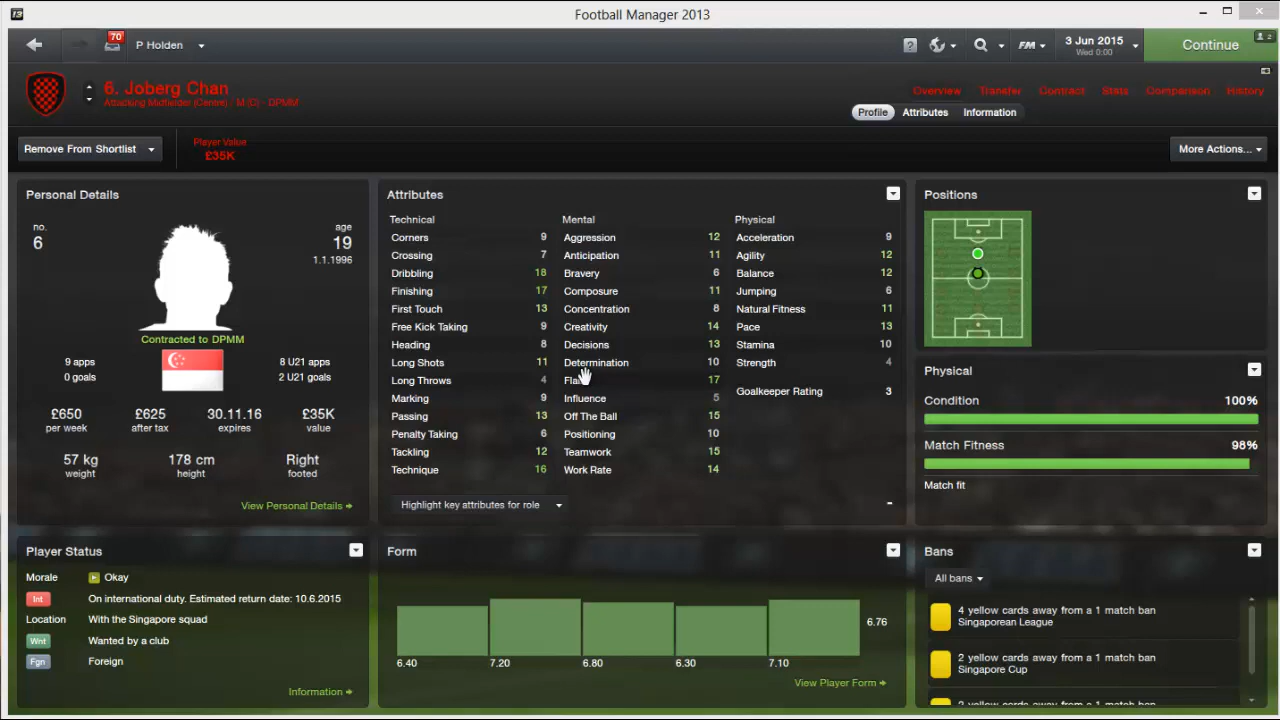 13
Football Manager 2013
70
P Holden
?
FM
3 Jun 2015
Wed 0:00
Continue
2
6. Joberg Chan
Attacking Midfielder (Centre) / M (C) - DPMM
Overview Transfer Contract Stats Comparison History
Profile Attributes Information
Remove From Shortlist
Player Value
£35K
More Actions...
Personal Details
no.
6
age
19
1.1.1996
Contracted to DPMM
9 apps
0 goals
8 U21 apps
2 U21 goals
£650
per week
£625
after tax
30.11.16
expires
£35K
value
57 kg
weight
178 cm
height
Right
footed
View Personal Details
Attributes
Technical
Corners 9
Crossing 7
Dribbling 18
Finishing 17
First Touch 13
Free Kick Taking 9
Heading 8
Long Shots 11
Long Throws 4
Marking 9
Passing 13
Penalty Taking 6
Tackling 12
Technique 16
Mental
Aggression 12
Anticipation 11
Bravery 6
Composure 11
Concentration 8
Creativity 14
Decisions 13
Determination 10
17
Influence 5
Off The Ball 15
Positioning 10
Teamwork 15
Work Rate 14
Physical
Acceleration 9
Agility 12
Balance 12
Jumping 6
Natural Fitness 11
Pace 13
Stamina 10
Strength 4
Goalkeeper Rating 3
Highlight key attributes for role
-
Positions
Physical
Condition 100%
Match Fitness 98%
Match fit
Player Status
Morale Okay
Int On international duty. Estimated return date: 10.6.2015
Location With the Singapore squad
Wnt Wanted by a club
Fgn Foreign
Information
Form
6.76
6.40 7.20 6.80 6.30 7.10
View Player Form
Bans
All bans
4 yellow cards away from a 1 match ban
Singaporean League
2 yellow cards away from a 1 match ban
Singapore Cup